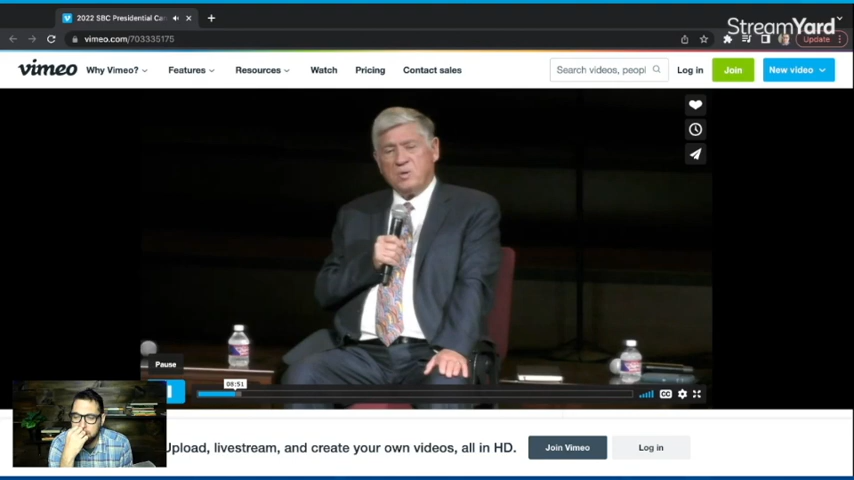 2022 SBC Presidential Can
StreamYard
vimeo.com/703335175
Update
vimeo
Why Vimeo?
Features
Resources
Watch
Pricing
Contact sales
Search videos, peopl
Log in
Join
New video
Pause
08:51
CC
Upload, livestream, and create your own videos, all in HD.
Join Vimeo
Log in